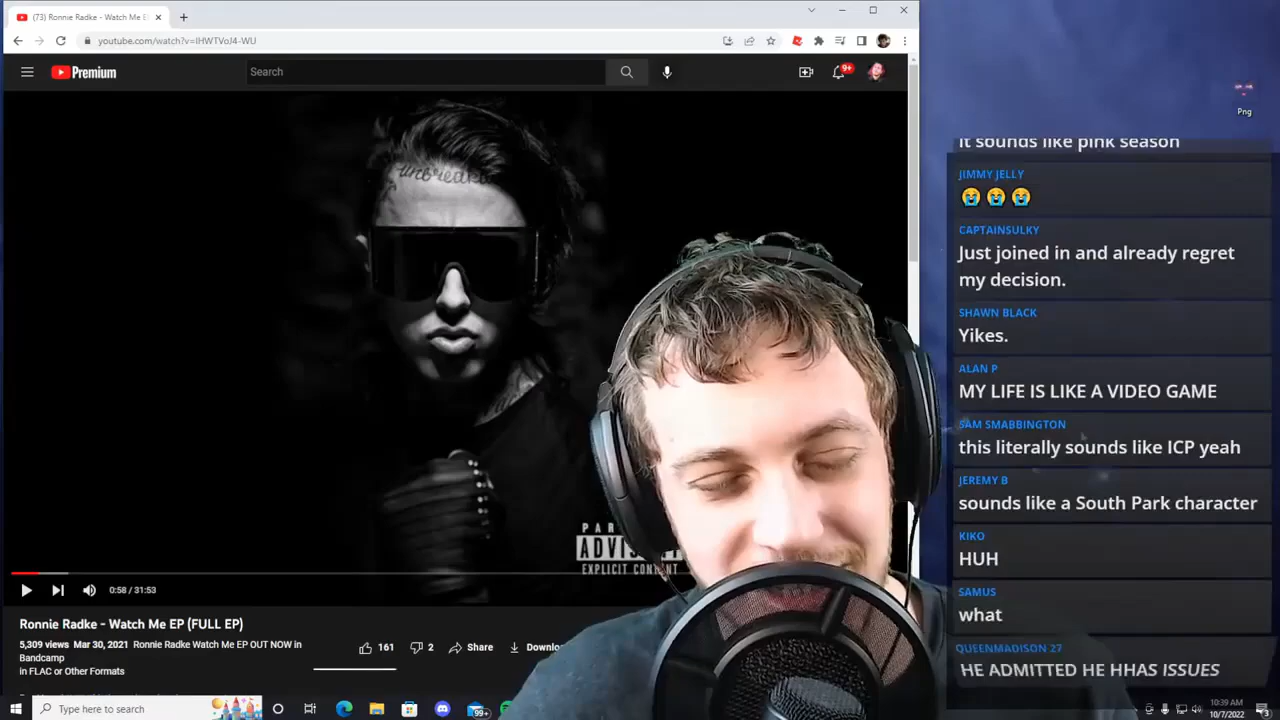 (73) Ronnie Radke - Watch Me E
youtube.com/watch?v=IHWTVoJ4-WU
Premium
Search
9+
Png
it sounds like pink season
JIMMY JELLY
😭 😭 😭
CAPTAINSULKY
Just joined in and already regret
my decision.
SHAWN BLACK
Yikes.
ALAN P
MY LIFE IS LIKE A VIDEO GAME
SAM SMABBINGTON
this literally sounds like ICP yeah
JEREMY B
sounds like a South Park character
KIKO
HUH
SAMUS
what
QUEENMADISON 27
HE ADMITTED HE HHAS ISSUES
EXPLICIT CONTENT
0:58 / 31:53
Ronnie Radke - Watch Me EP (FULL EP)
5,309 views Mar 30, 2021 Ronnie Radke Watch Me EP OUT NOW in
Bandcamp
in FLAC or Other Formats
161
2
Share
Downlo
Type here to search
99+
10:39 AM
10/7/2022
3